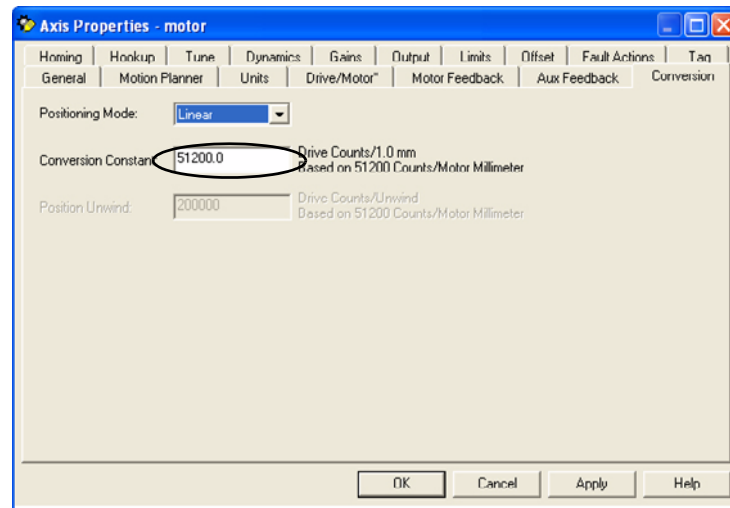 Axis Properties - motor
Homing Hookup Tune Dynamics Gains Output Limits Offset Fault Actions Tag
General Motion Planner Units Drive/Motor* Motor Feedback Aux Feedback Conversion
Positioning Mode: Linear
Conversion Constant 51200.0 Drive Counts/1.0 mm
Based on 51200 Counts/Motor Millimeter
Position Unwind: 200000 Drive Counts/Unwind
Based on 51200 Counts/Motor Millimeter
OK Cancel Apply Help